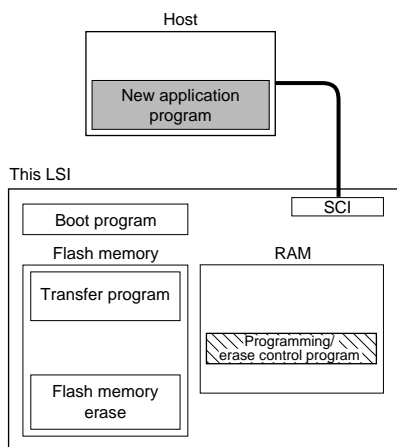 Host
New application
program
This LSI
SCI
Boot program
Flash memory
RAM
Transfer program
Programming/
erase control program
Flash memory
erase